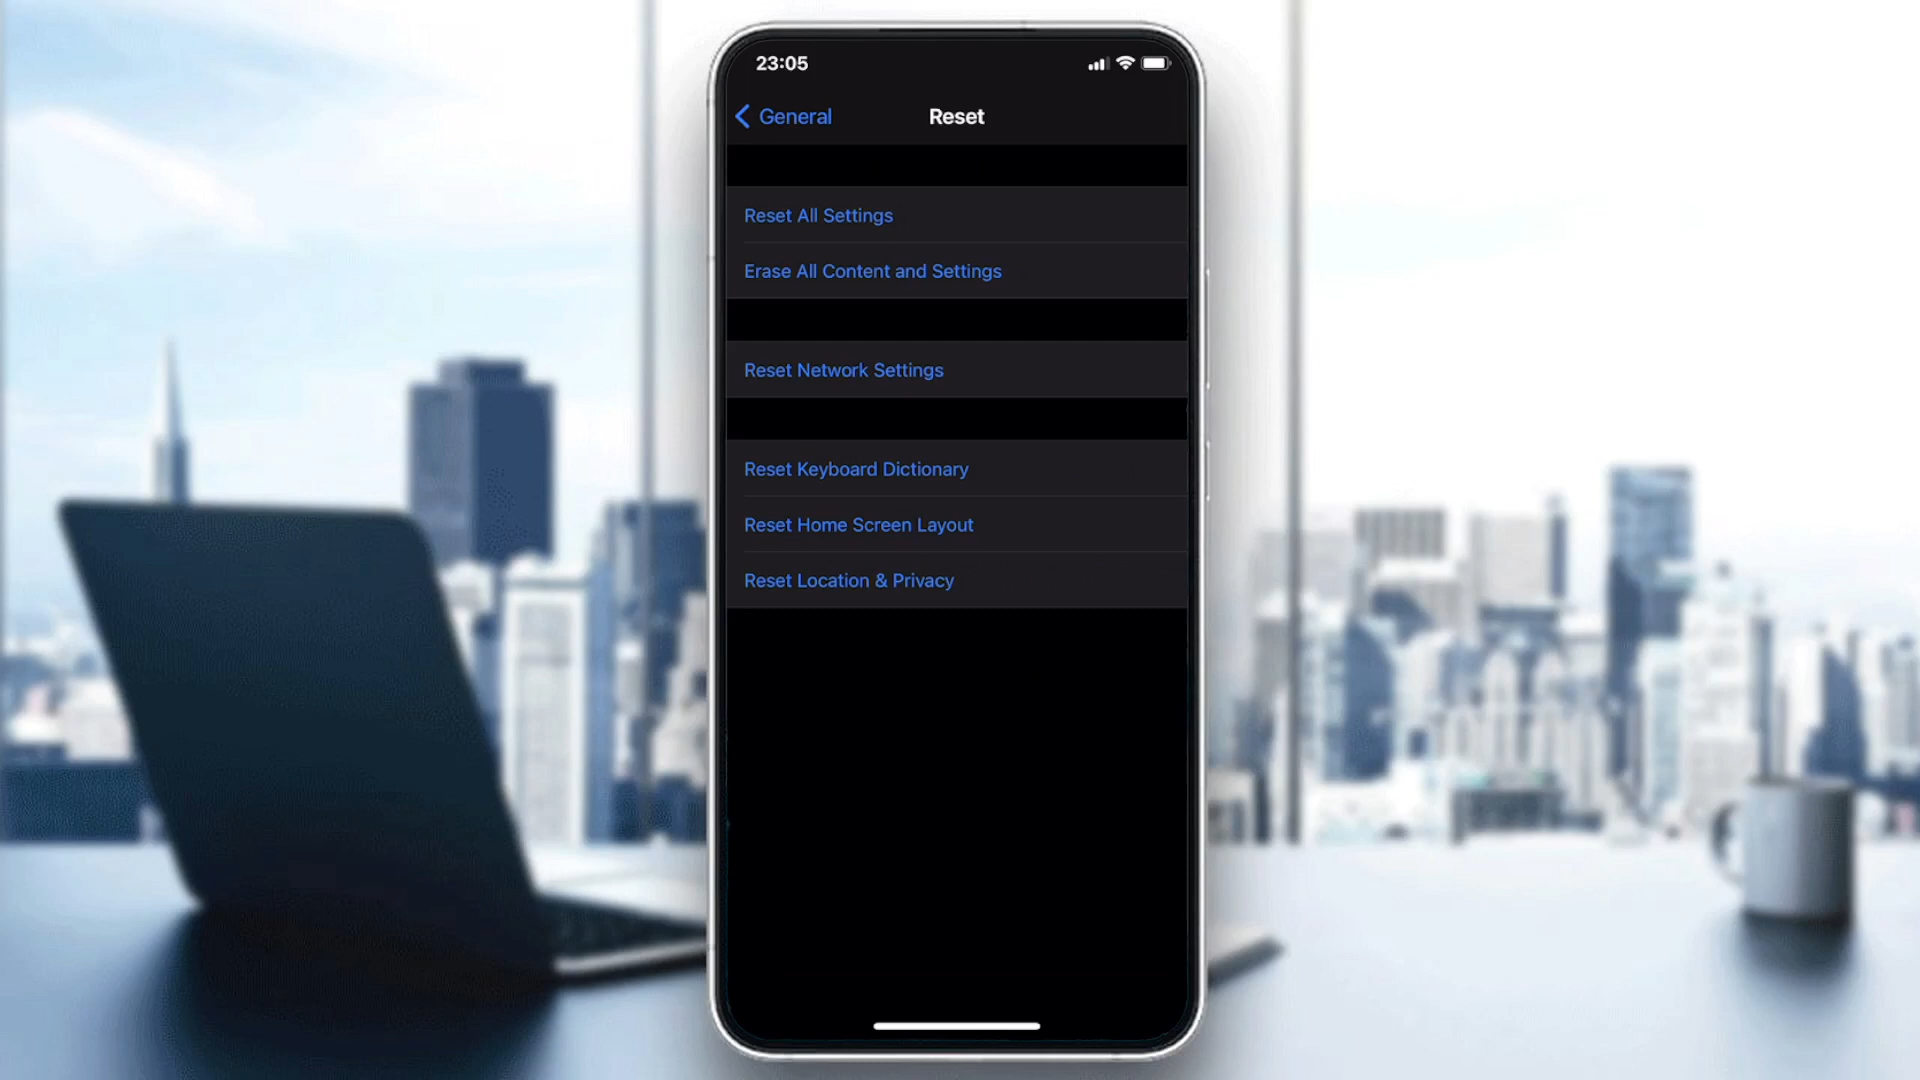 23:05
General
Reset
Reset All Settings
Erase All Content and Settings
Reset Network Settings
Reset Keyboard Dictionary
Reset Home Screen Layout
Reset Location & Privacy